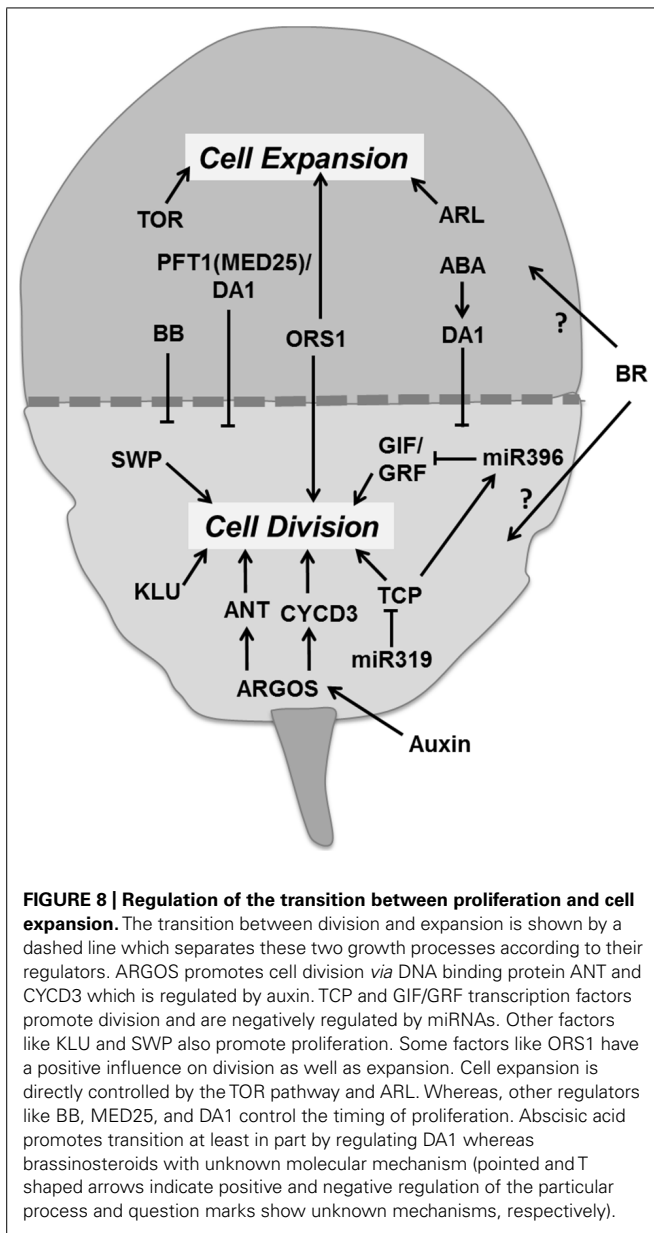 Cell Expansion
TOR
ARL
PFT1(MED25)/
DA1
ABA
BB
ORS1
DA1
?
BR
SWP
GIF/
GRF
miR396
?
Cell Division
KLU
ANT
CYCD3
TCP
miR319
ARGOS
Auxin
FIGURE 8 | Regulation of the transition between proliferation and cell
expansion. The transition between division and expansion is shown by a
dashed line which separates these two growth processes according to their
regulators. ARGOS promotes cell division via DNA binding protein ANT and
CYCD3 which is regulated by auxin. TCP and GIF/GRF transcription factors
promote division and are negatively regulated by miRNAs. Other factors
like KLU and SWP also promote proliferation. Some factors like ORS1 have
a positive influence on division as well as expansion. Cell expansion is
directly controlled by the TOR pathway and ARL. Whereas, other regulators
like BB, MED25, and DA1 control the timing of proliferation. Abscisic acid
promotes transition at least in part by regulating DA1 whereas
brassinosteroids with unknown molecular mechanism (pointed and T
shaped arrows indicate positive and negative regulation of the particular
process and question marks show unknown mechanisms, respectively).